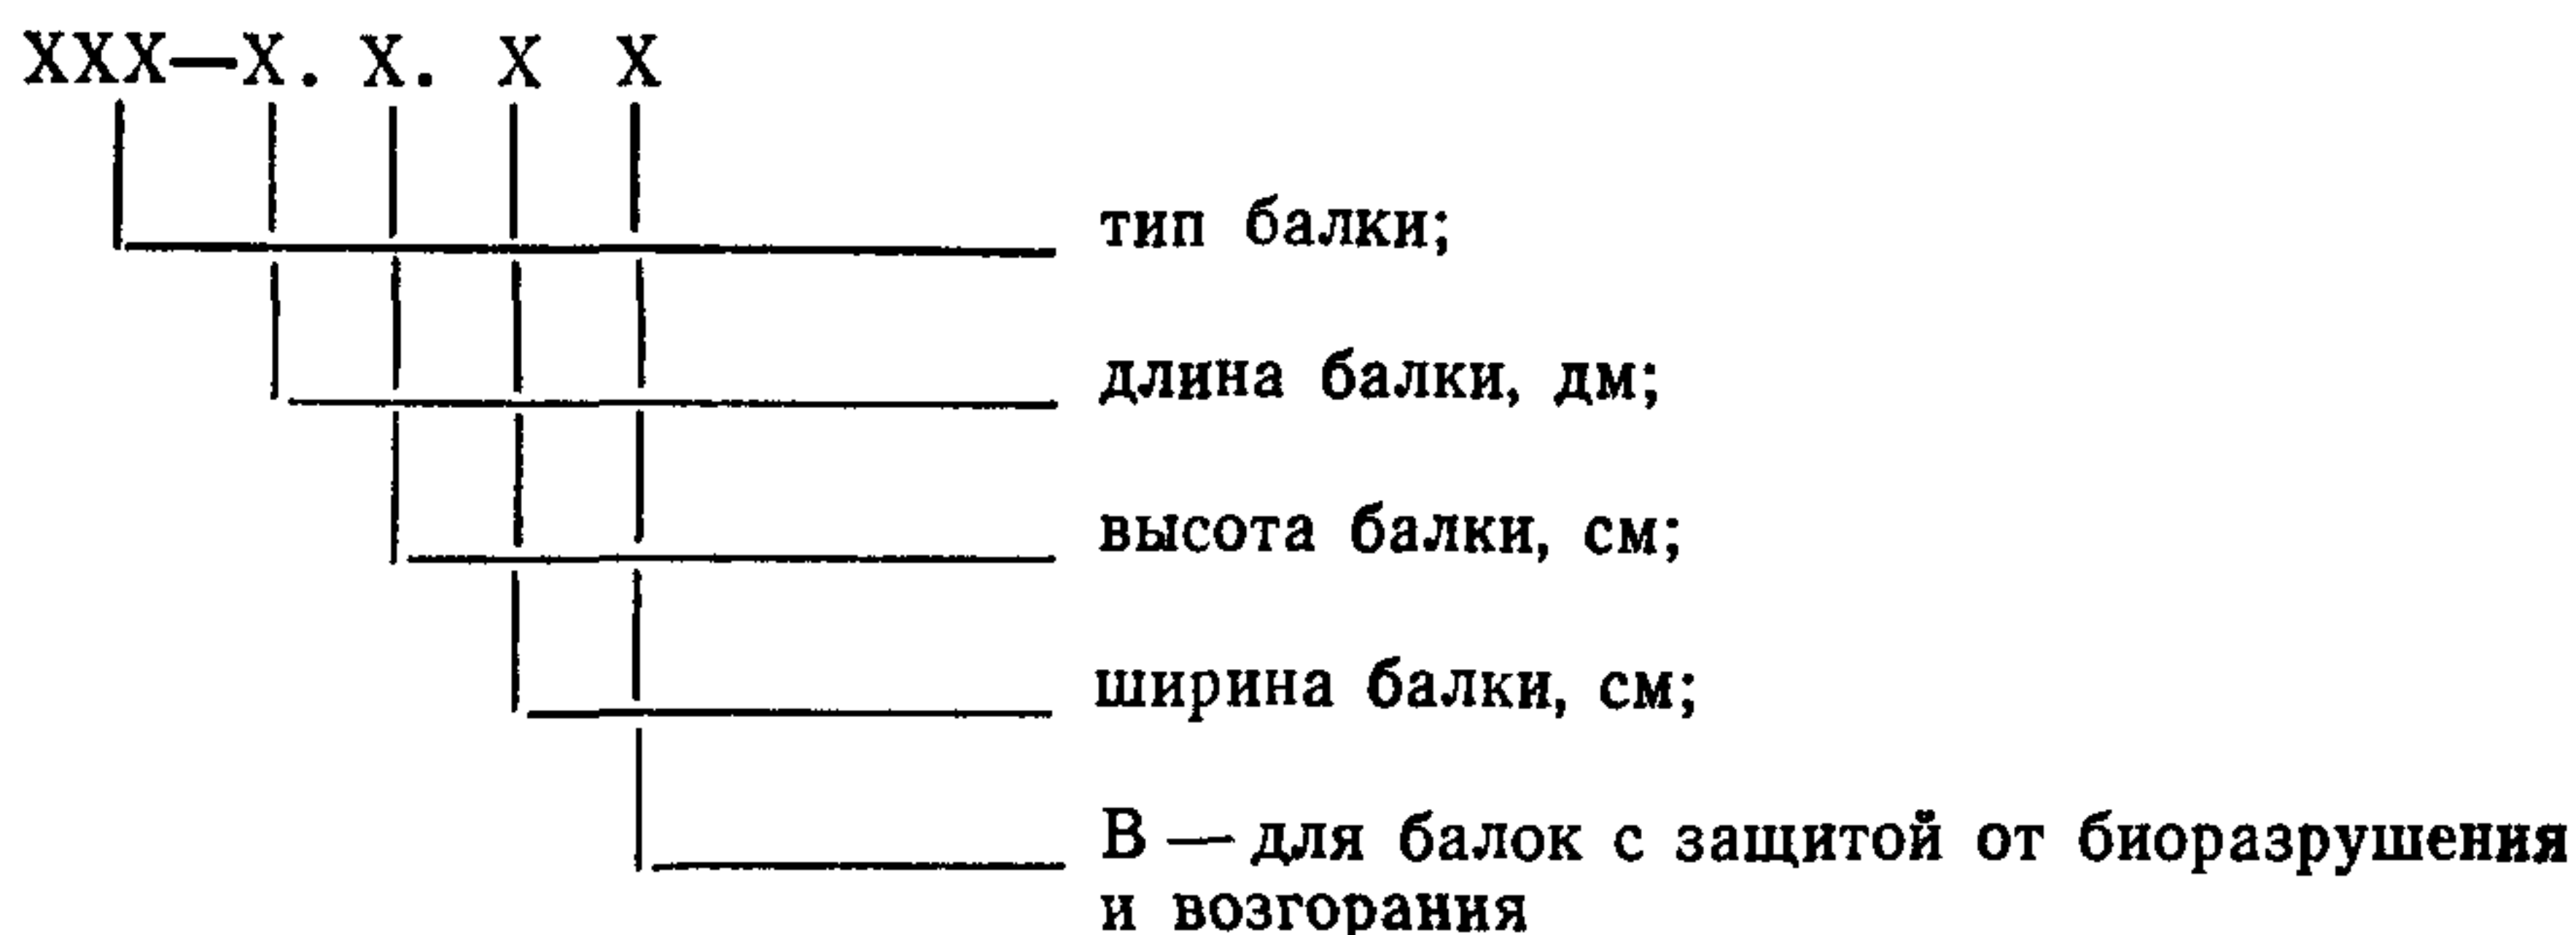 ХХХ—Х. Х. Х Х
тип балки;
длина балки, дм;
высота балки, см;
ширина балки, см;
В — для балок с защитой от биоразрушения
и возгорания